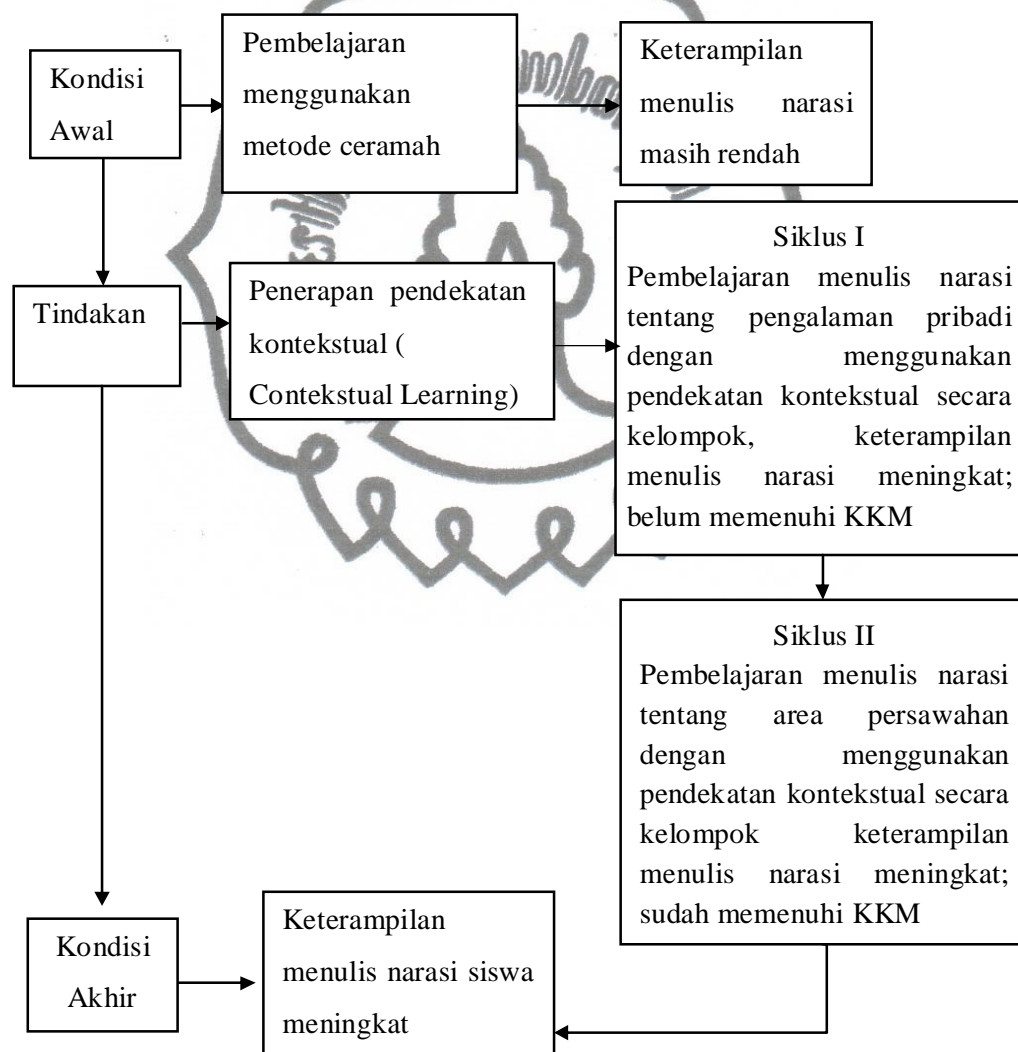 Kondisi
Awal
Pembelajaran
menggunakan
metode ceramah
Keterampilan
menulis narasi
masih rendah
Tindakan
Penerapan pendekatan
kontekstual (
Contekstual Learning)
Siklus I
Pembelajaran menulis narasi
tentang pengalaman pribadi
dengan menggunakan
pendekatan kontekstual secara
kelompok, keterampilan
menulis narasi meningkat;
belum memenuhi KKM
Siklus II
Pembelajaran menulis narasi
tentang area persawahan
dengan menggunakan
pendekatan kontekstual secara
kelompok keterampilan
menulis narasi meningkat;
sudah memenuhi KKM
Kondisi
Akhir
Keterampilan
menulis narasi siswa
meningkat